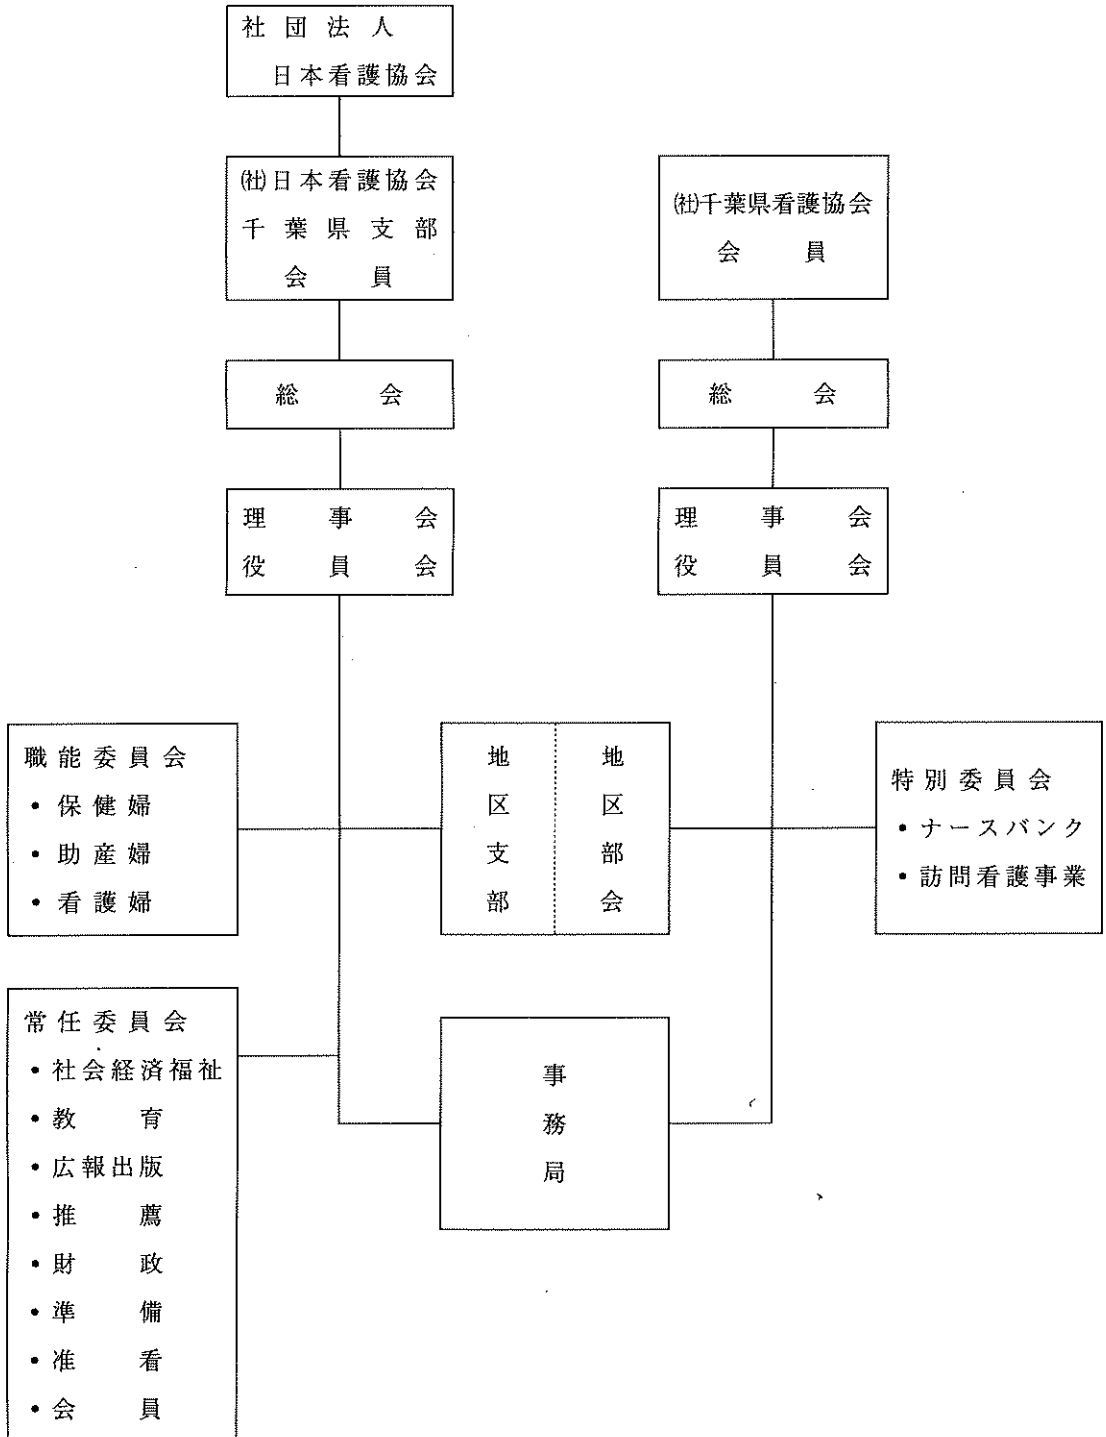 社団法人
日本看護協会
㈳日本看護協会
千葉県支部
会員
㈳千葉県看護協会
会員
総会
総会
理事会
役員会
理事会
役員会
職能委員会
・保健婦
・助産婦
・看護婦
地区支部
地区部会
特別委員会
・ナースバンク
・訪問看護事業
常任委員会
・社会経済福祉
・教育
・広報出版
・推薦
・財政
・準備
・准看
・会員
事務局